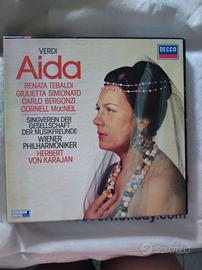 VERDI
Aida
DECCA
RENATA TEBALDI
GIULIETTA SIMIONATO
CARLO BERGONZI
CORNELL MacNEIL
SINGVEREIN DER
GESELLSCHAFT
DER MUSIKFREUNDE
WIENER
PHILHARMONIKER
HERBERT
VON KARAJAN
subito